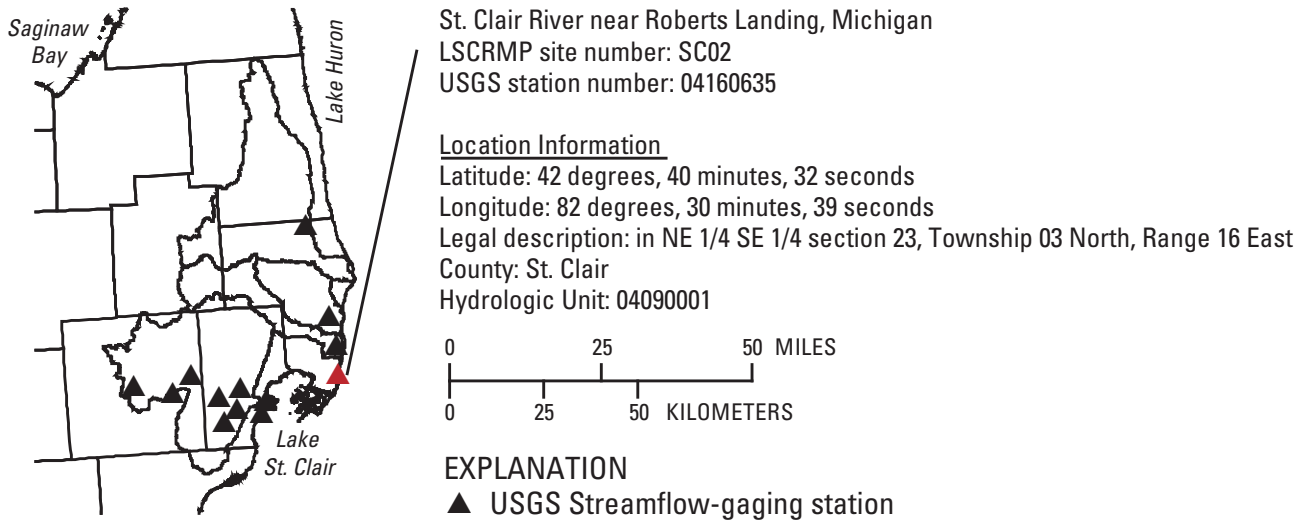 Saginaw
Bay
Lake Huron
Lake
St. Clair
St. Clair River near Roberts Landing, Michigan
LSCRMP site number: SC02
USGS station number: 04160635
Location Information
Latitude: 42 degrees, 40 minutes, 32 seconds
Longitude: 82 degrees, 30 minutes, 39 seconds
Legal description: in NE 1/4 SE 1/4 section 23, Township 03 North, Range 16 East
County: St. Clair
Hydrologic Unit: 04090001
0 25 50 MILES
0 25 50 KILOMETERS
EXPLANATION
USGS Streamflow-gaging station